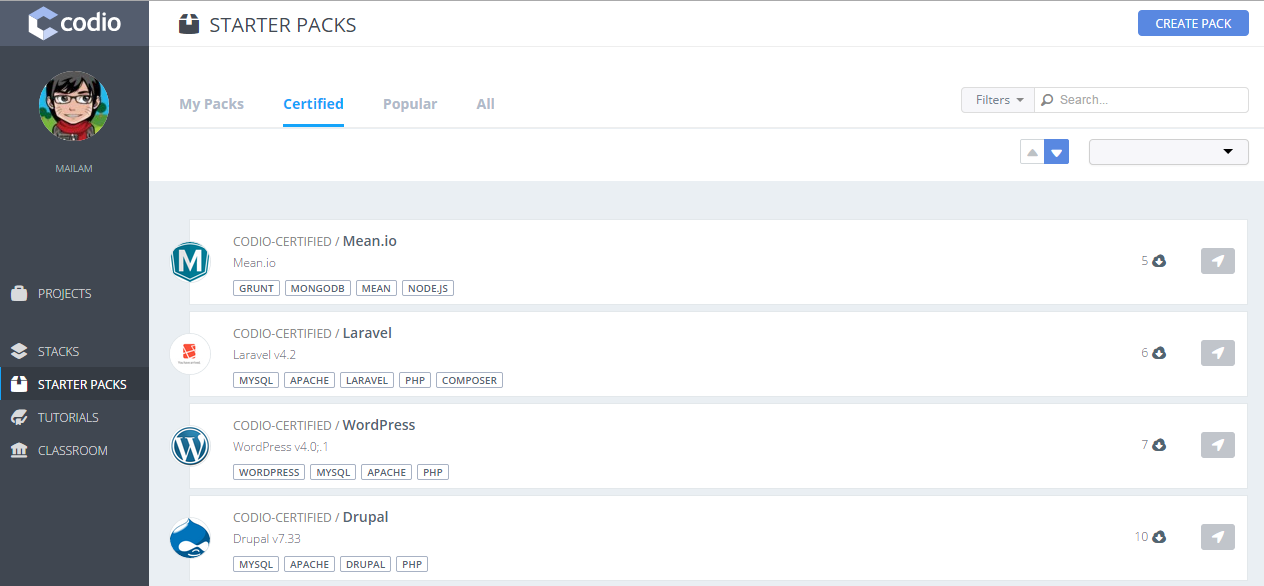 codio
STARTER PACKS
CREATE PACK
MAILAM
My Packs
Certified
Popular
All
Filters
Search...
PROJECTS
STACKS
STARTER PACKS
TUTORIALS
CLASSROOM
CODIO-CERTIFIED / Mean.io
Mean.io
GRUNT MONGODB MEAN NODE.JS
5
CODIO-CERTIFIED / Laravel
Laravel v4.2
MYSQL APACHE LARAVEL PHP COMPOSER
6
CODIO-CERTIFIED / WordPress
WordPress v4.0;.1
WORDPRESS MYSQL APACHE PHP
7
CODIO-CERTIFIED / Drupal
Drupal v7.33
MYSQL APACHE DRUPAL PHP
10